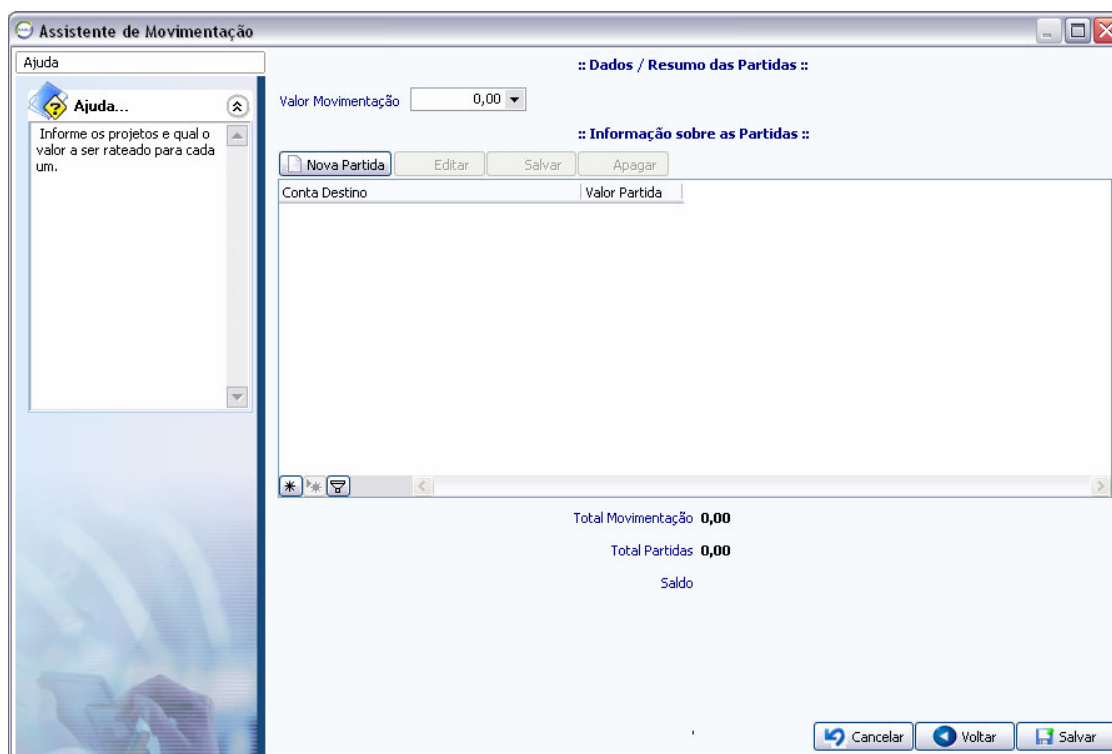 Assistente de Movimentação
Ajuda
Ajuda...
Informe os projetos e qual o
valor a ser rateado para cada
um.
:: Dados / Resumo das Partidas ::
Valor Movimentação 0,00
:: Informação sobre as Partidas ::
Nova Partida Editar Salvar Apagar
Conta Destino Valor Partida
Total Movimentação 0,00
Total Partidas 0,00
Saldo
Cancelar Voltar Salvar